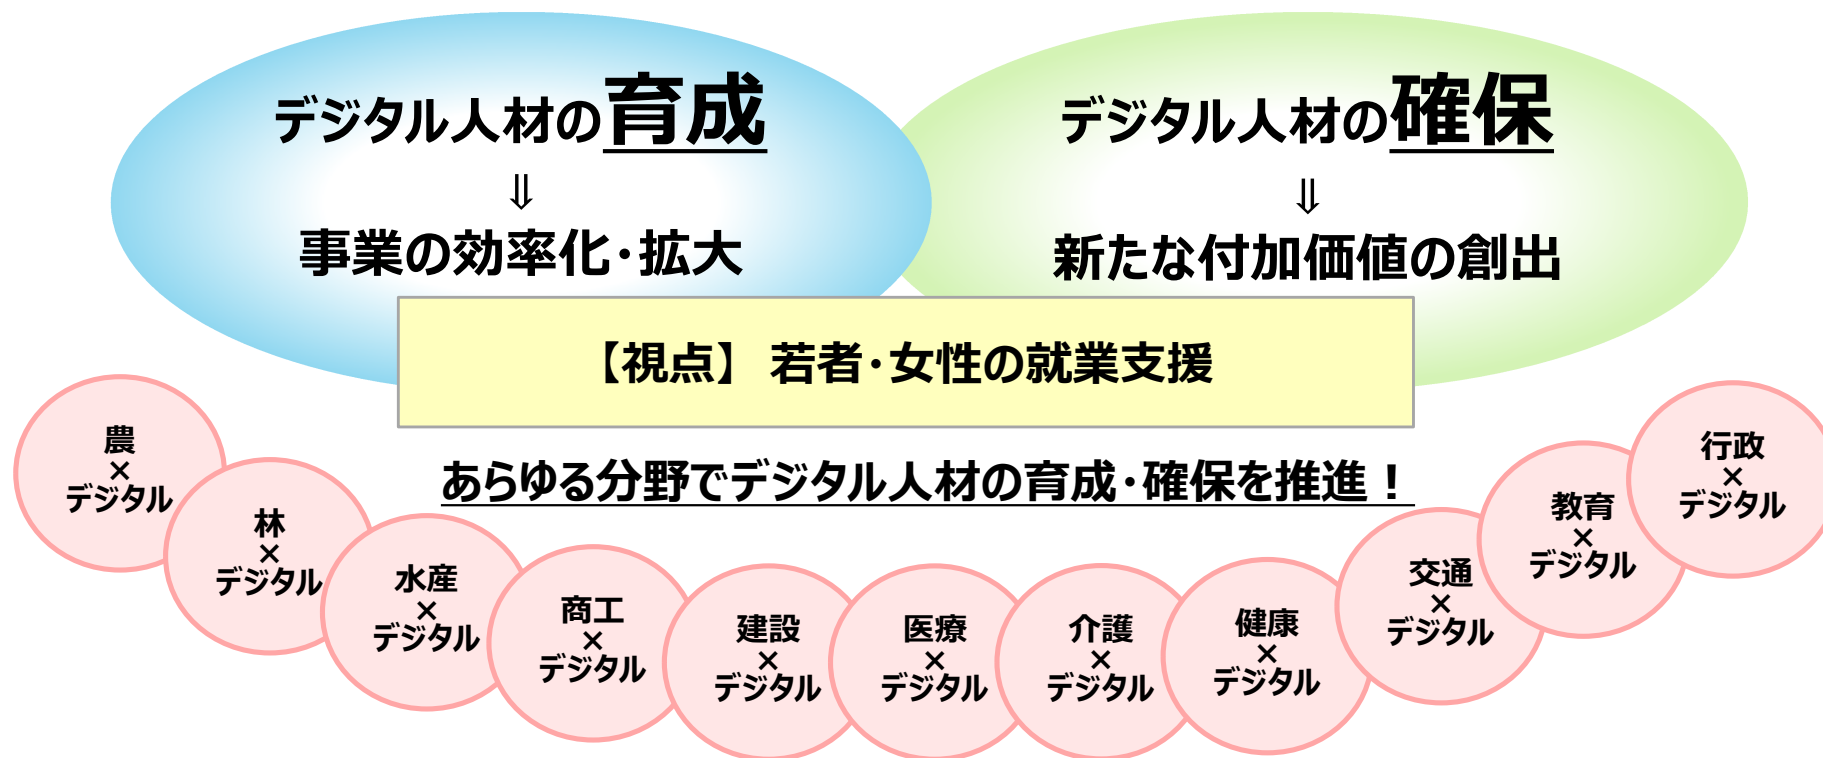 デジタル人材の育成
⇓
事業の効率化・拡大
デジタル人材の確保
⇓
新たな付加価値の創出
【視点】 若者・女性の就業支援
あらゆる分野でデジタル人材の育成・確保を推進！
農
×
デジタル
林
×
デジタル
水産
×
デジタル
商工
×
デジタル
建設
×
デジタル
医療
×
デジタル
介護
×
デジタル
健康
×
デジタル
交通
×
デジタル
教育
×
デジタル
行政
×
デジタル